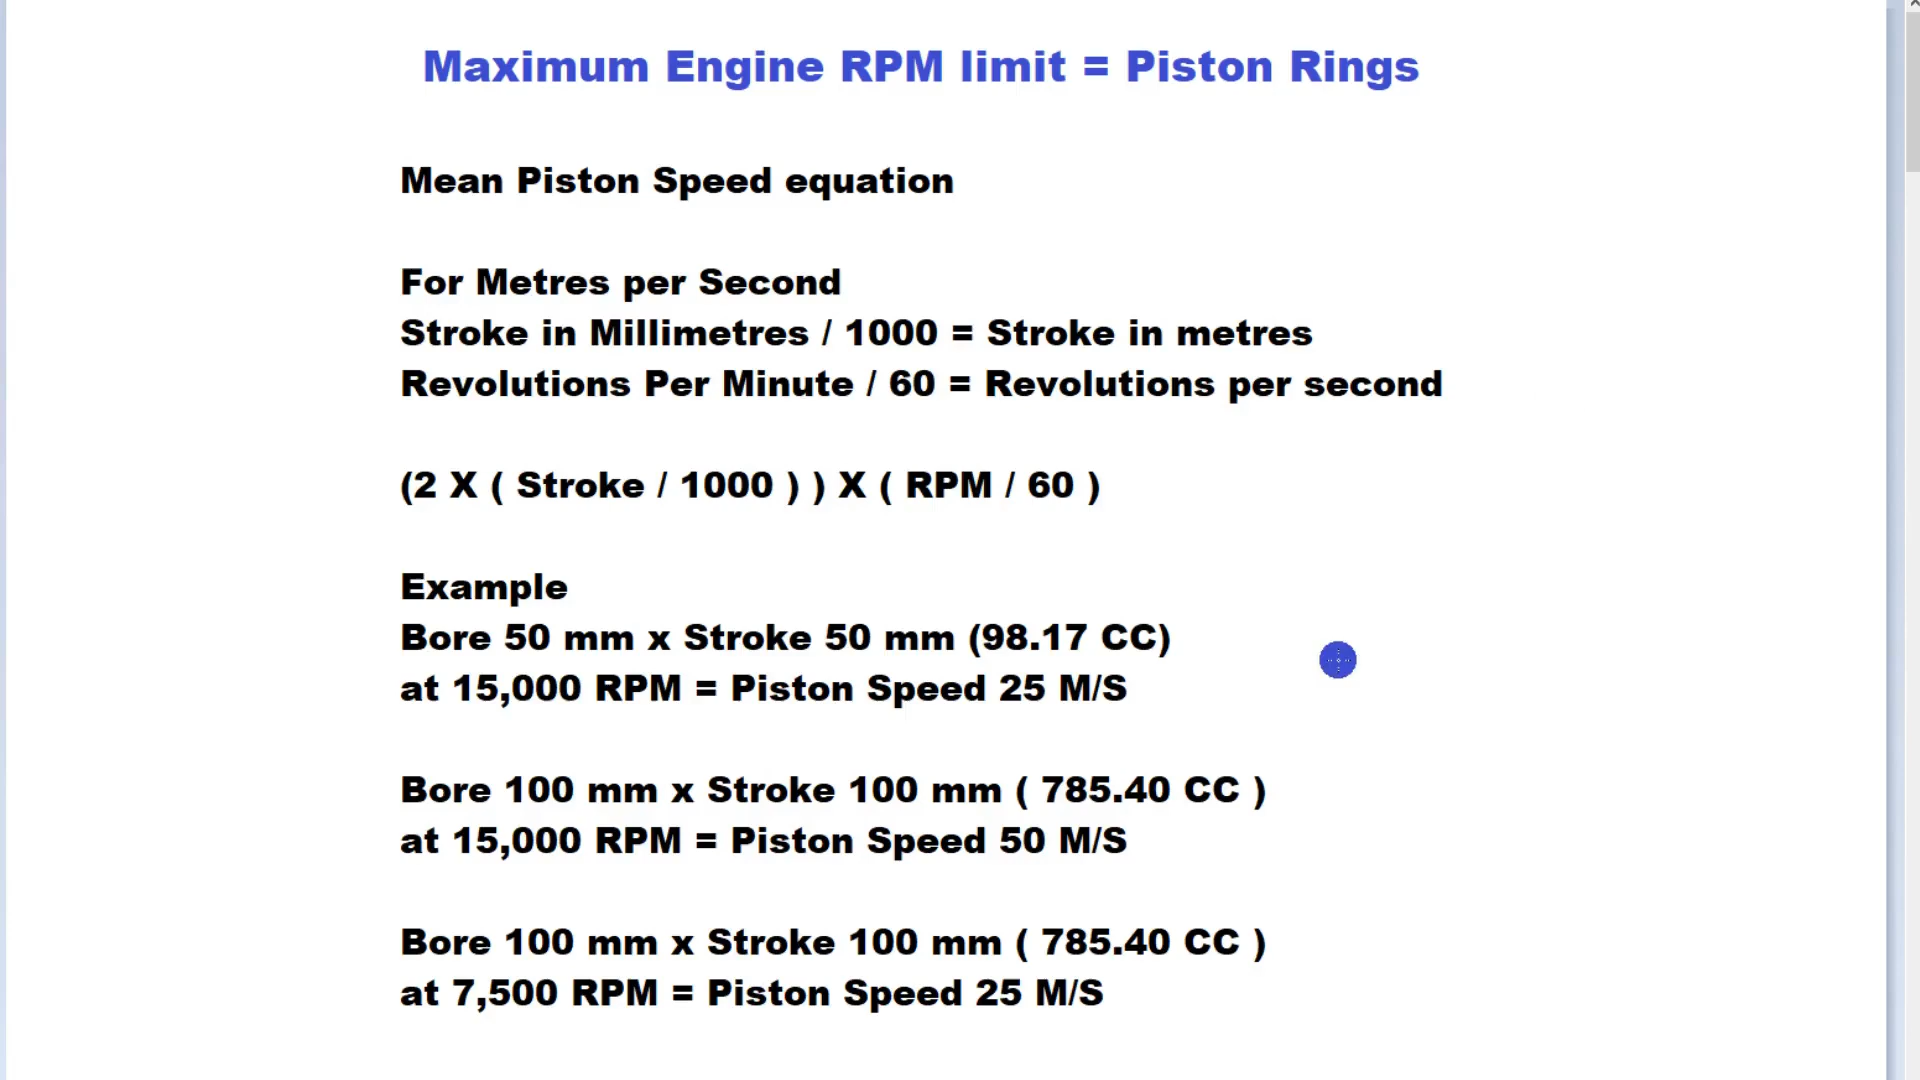 Maximum Engine RPM limit = Piston Rings
Mean Piston Speed equation
For Metres per Second
Stroke in Millimetres / 1000 = Stroke in metres
Revolutions Per Minute / 60 = Revolutions per second
(2 X ( Stroke / 1000 ) ) X ( RPM / 60 )
Example
Bore 50 mm x Stroke 50 mm (98.17 CC)
at 15,000 RPM = Piston Speed 25 M/S
Bore 100 mm x Stroke 100 mm ( 785.40 CC )
at 15,000 RPM = Piston Speed 50 M/S
Bore 100 mm x Stroke 100 mm ( 785.40 CC )
at 7,500 RPM = Piston Speed 25 M/S